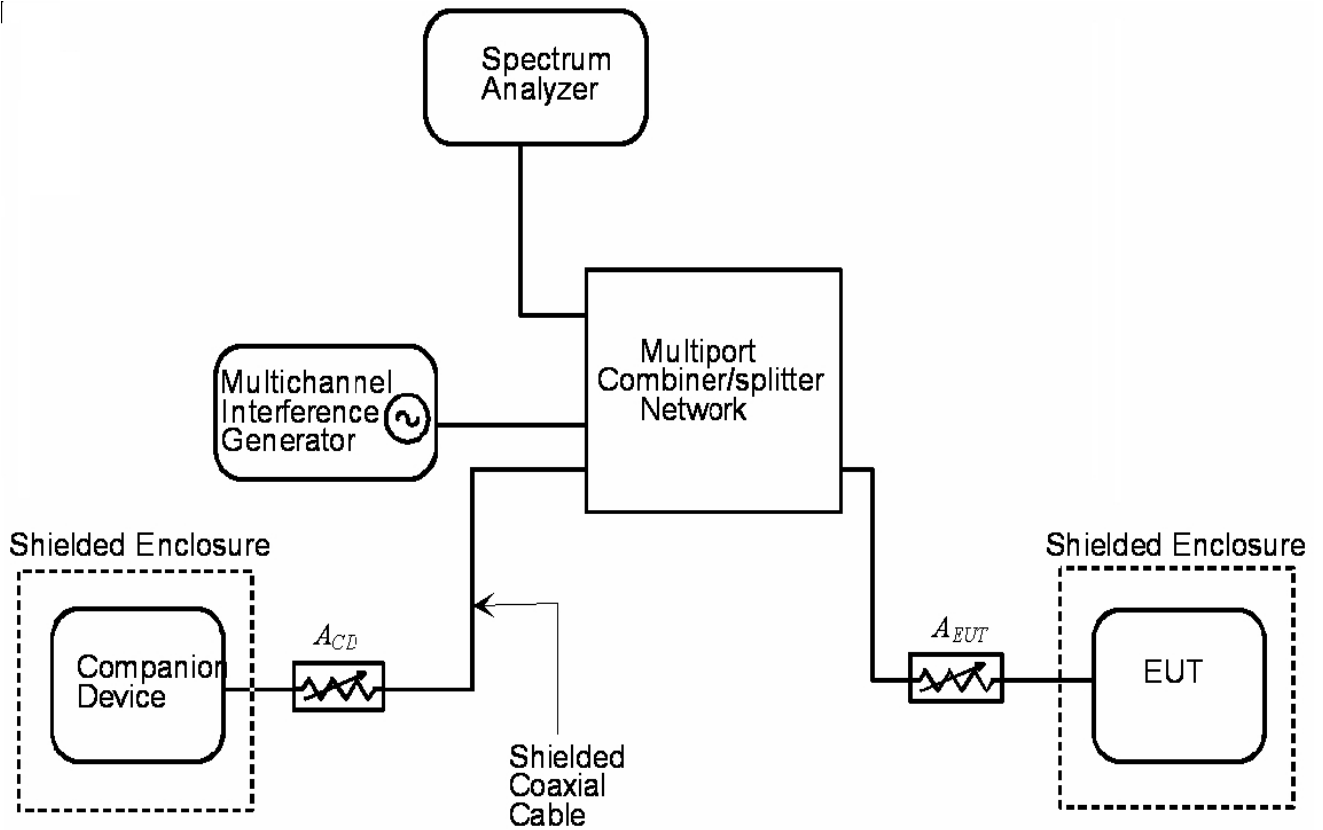 Spectrum
Analyzer
Multiport
Combiner/splitter
Network
Multichannel
Interference
Generator
Shielded Enclosure
Shielded Enclosure
A_CD
A_EUT
Companion
Device
EUT
Shielded
Coaxial
Cable